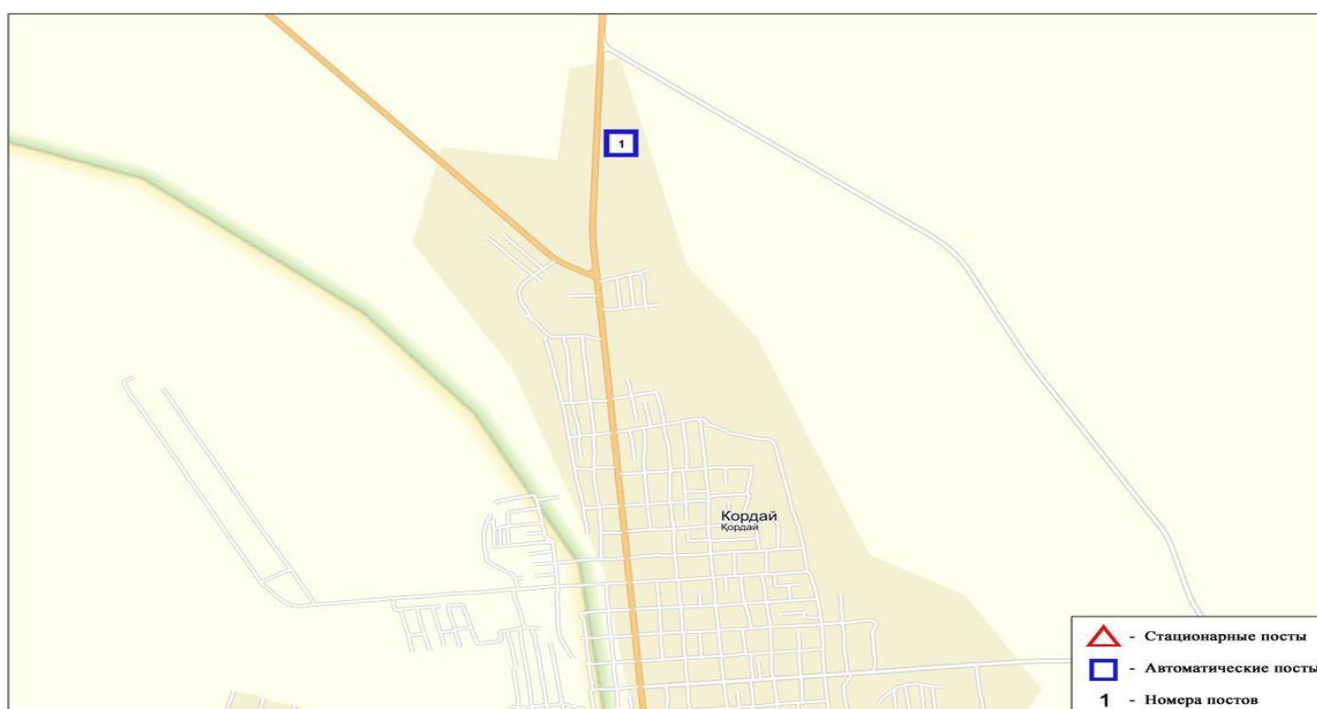 1
Кордай
Қордай
- Стационарные посты
- Автоматические посты
1 - Номера постов